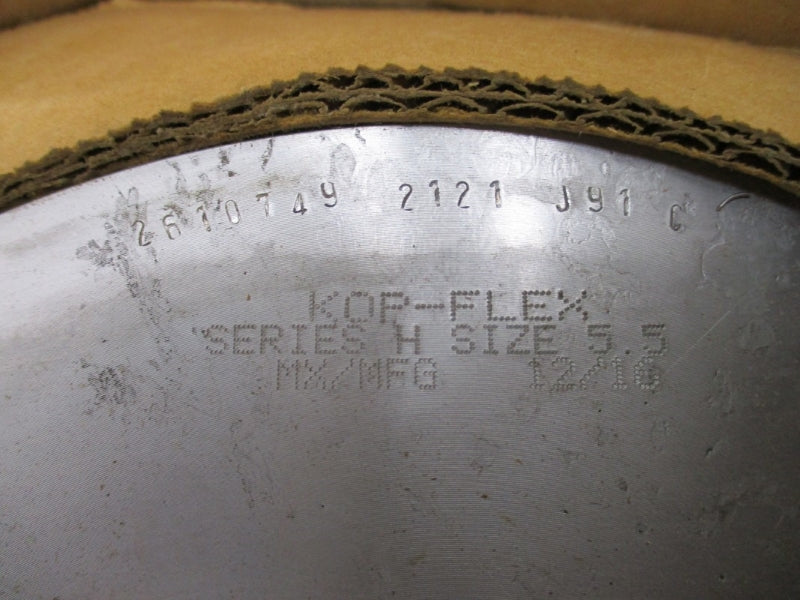 2610749 2121 J91 C
KOP-FLEX
SERIES H SIZE 5.5
MX/MFG 12/16